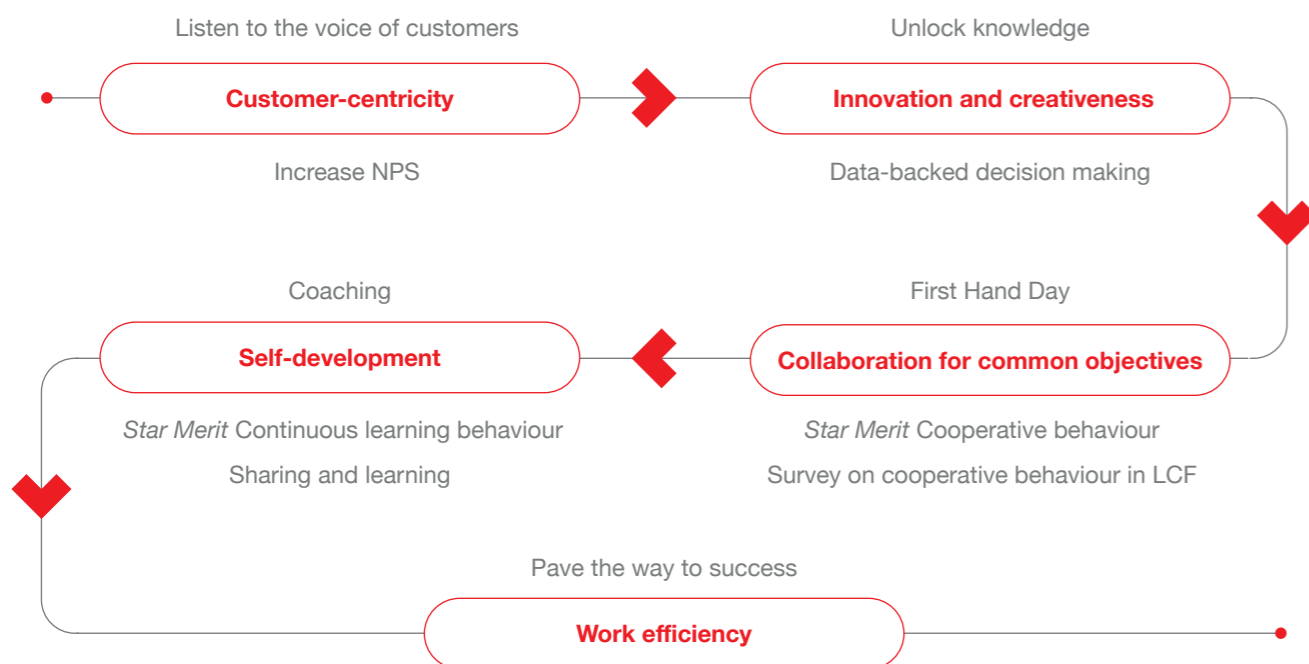 Listen to the voice of customers
Customer-centricity
Increase NPS
Unlock knowledge
Innovation and creativeness
Data-backed decision making
First Hand Day
Collaboration for common objectives
Star Merit Cooperative behaviour
Survey on cooperative behaviour in LCF
Coaching
Self-development
Star Merit Continuous learning behaviour
Sharing and learning
Pave the way to success
Work efficiency